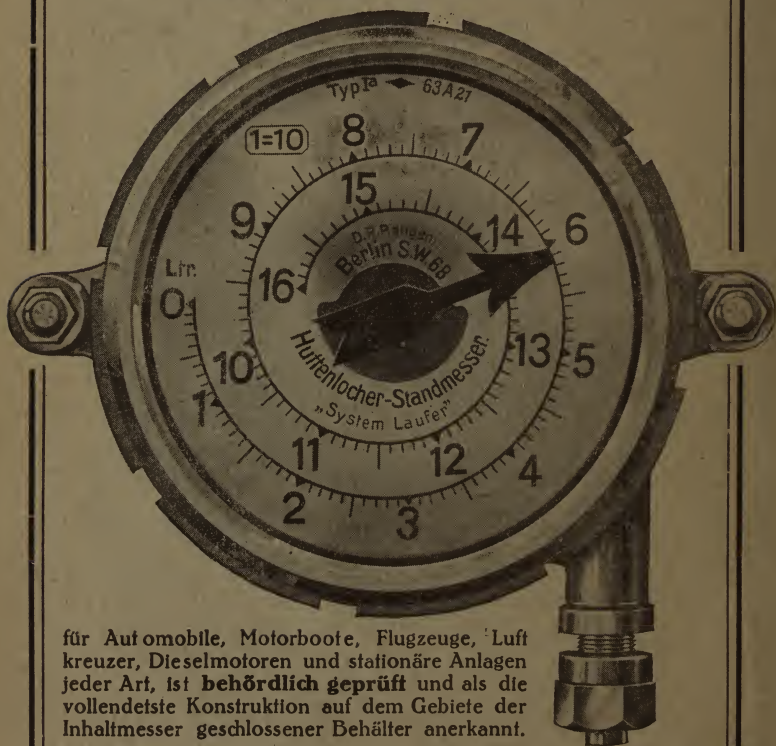 Typ Ia 63A21
1=10
8
7
15
9
14
6
D.R.P. angem.
Berlin S.W.68
Ltr.
16
0
10
13
5
Huttenlocher-Standmesser.
„System Laufer”
1
11
12
4
2
3
für Automobile, Motorboote, Flugzeuge, Luft
kreuzer, Dieselmotoren und stationäre Anlagen
jeder Art, ist behördlich geprüft und als die
vollendetste Konstruktion auf dem Gebiete der
Inhaltmesser geschlossener Behälter anerkannt.